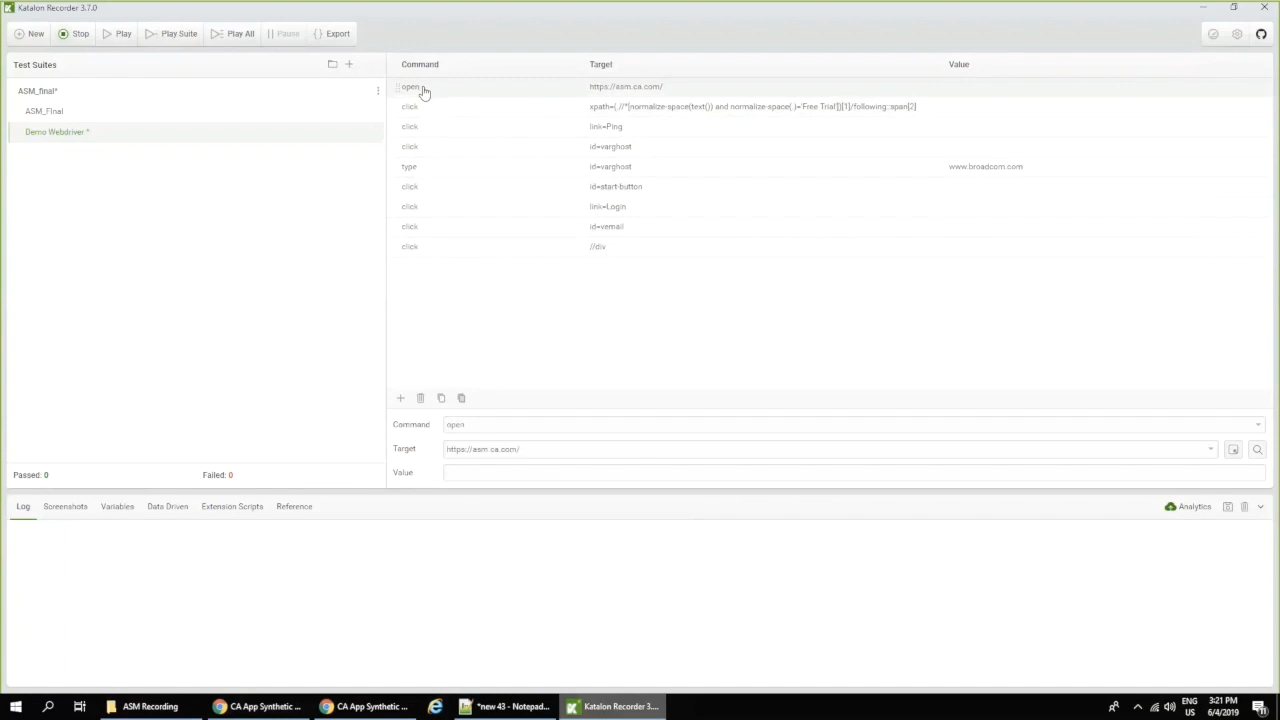 Katalon Recorder 3.7.0
New Stop Play Play Suite Play All Pause Export
Test Suites
ASM_final*
ASM_FInal
Demo Webdriver *
Passed: 0 Failed: 0
Command Target Value
open https://asm.ca.com/
click xpath=(.//*[normalize-space(text()) and normalize-space(.)='Free Trial'])[1]/following::span[2]
click link=Ping
click id=varghost
type id=varghost www.broadcom.com
click id=start-button
click link=Login
click id=vemail
click //div
Command open
Target https://asm.ca.com/
Value
Log Screenshots Variables Data Driven Extension Scripts Reference Analytics
ASM Recording CA App Synthetic ... CA App Synthetic ... *new 43 - Notepad... Katalon Recorder 3....
ENG 3:21 PM
US 6/4/2019